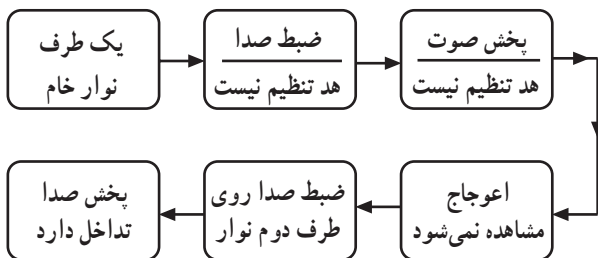 یک طرف
نوار خام
ضبط صدا
هد تنظیم نیست
پخش صوت
هد تنظیم نیست
اعوجاج
مشاهده نمی‌شود
ضبط صدا روی
طرف دوم نوار
پخش صدا
تداخل دارد